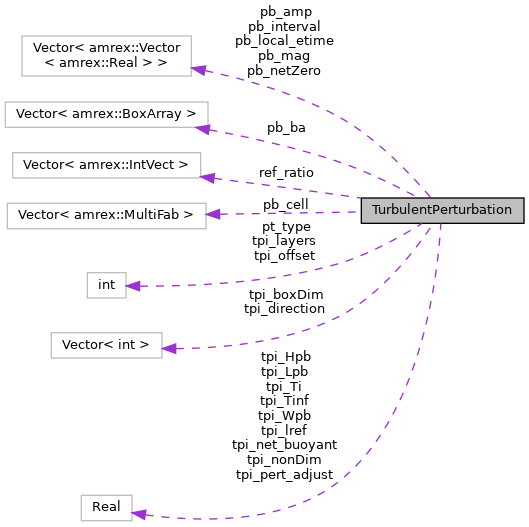 pb_amp
pb_interval
pb_local_etime
pb_mag
pb_netZero
Vector< amrex::Vector
< amrex::Real > >
Vector< amrex::BoxArray >
pb_ba
Vector< amrex::IntVect >
ref_ratio
Vector< amrex::MultiFab >
pb_cell
TurbulentPerturbation
pt_type
tpi_layers
tpi_offset
int
tpi_boxDim
tpi_direction
Vector< int >
tpi_Hpb
tpi_Lpb
tpi_Ti
tpi_Tinf
tpi_Wpb
tpi_lref
tpi_net_buoyant
tpi_nonDim
tpi_pert_adjust
Real